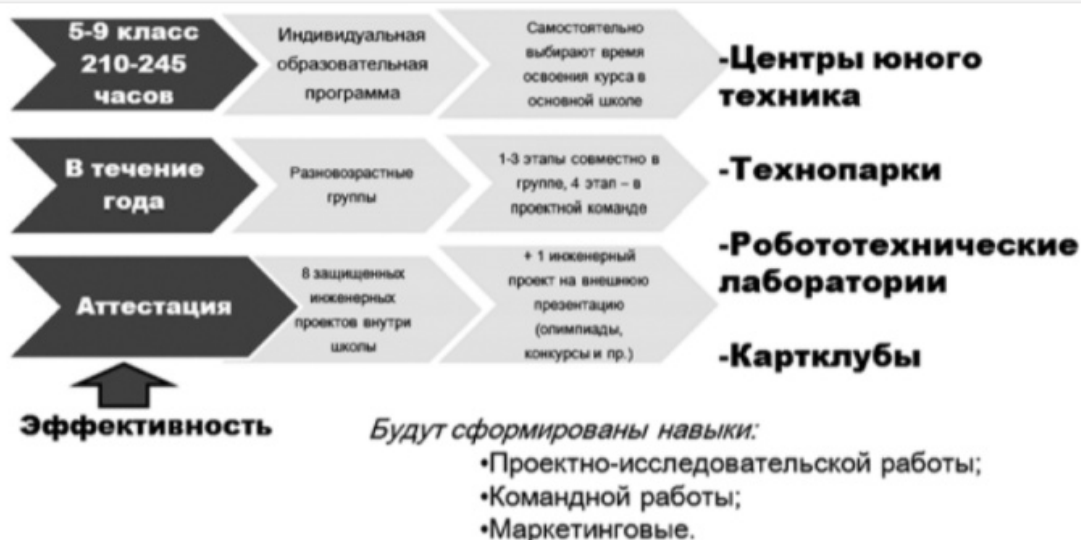 5-9 класс
210-245
часов
Индивидуальная
образовательная
программа
Самостоятельно
выбирают время
освоения курса в
основной школе
-Центры юного
техника
В течение
года
Разновозрастные
группы
1-3 этапы совместно в
группе, 4 этап – в
проектной команде
-Технопарки
-Робототехнические
лаборатории
Аттестация
8 защищенных
инженерных
проектов внутри
школы
+ 1 инженерный
проект на внешнюю
презентацию
(олимпиады,
конкурсы и пр.)
-Картклубы
Эффективность
Будут сформированы навыки:
•Проектно-исследовательской работы;
•Командной работы;
•Маркетинговые.